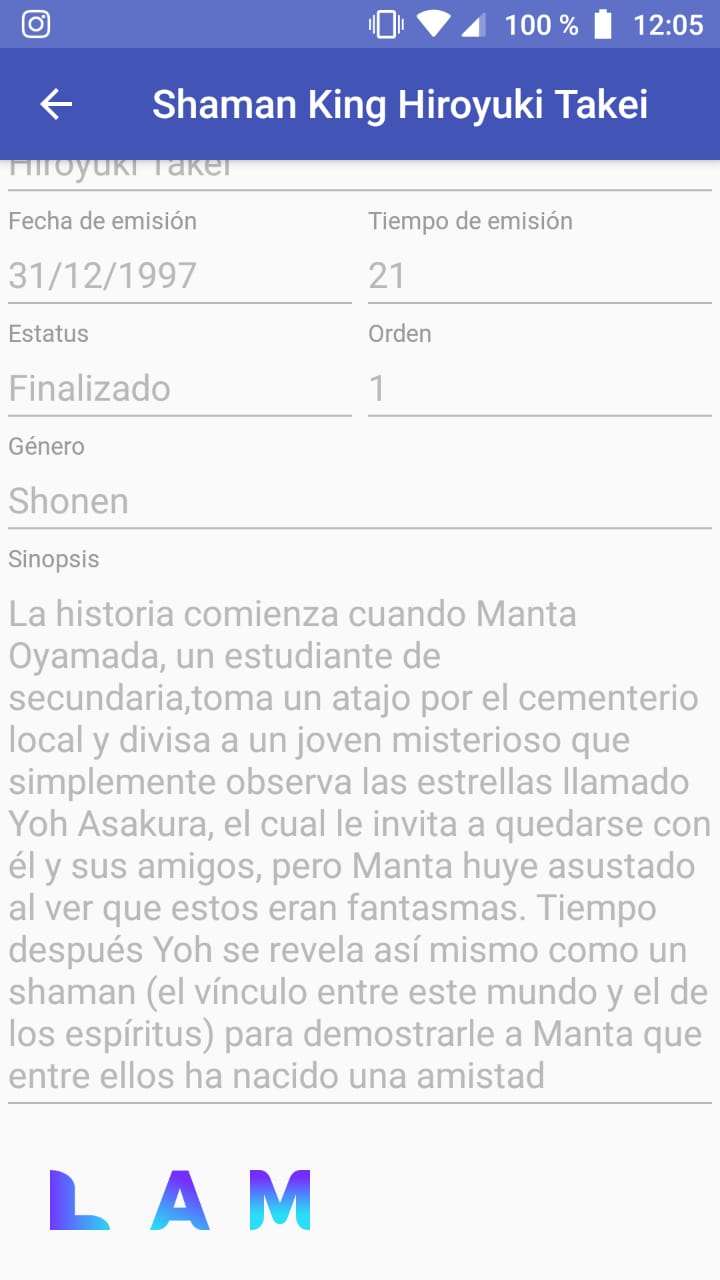 100 % 12:05
Shaman King Hiroyuki Takei
Hiroyuki Takei
Fecha de emisión Tiempo de emisión
31/12/1997 21
Estatus Orden
Finalizado 1
Género
Shonen
Sinopsis
La historia comienza cuando Manta
Oyamada, un estudiante de
secundaria,toma un atajo por el cementerio
local y divisa a un joven misterioso que
simplemente observa las estrellas llamado
Yoh Asakura, el cual le invita a quedarse con
él y sus amigos, pero Manta huye asustado
al ver que estos eran fantasmas. Tiempo
después Yoh se revela así mismo como un
shaman (el vínculo entre este mundo y el de
los espíritus) para demostrarle a Manta que
entre ellos ha nacido una amistad
L A M